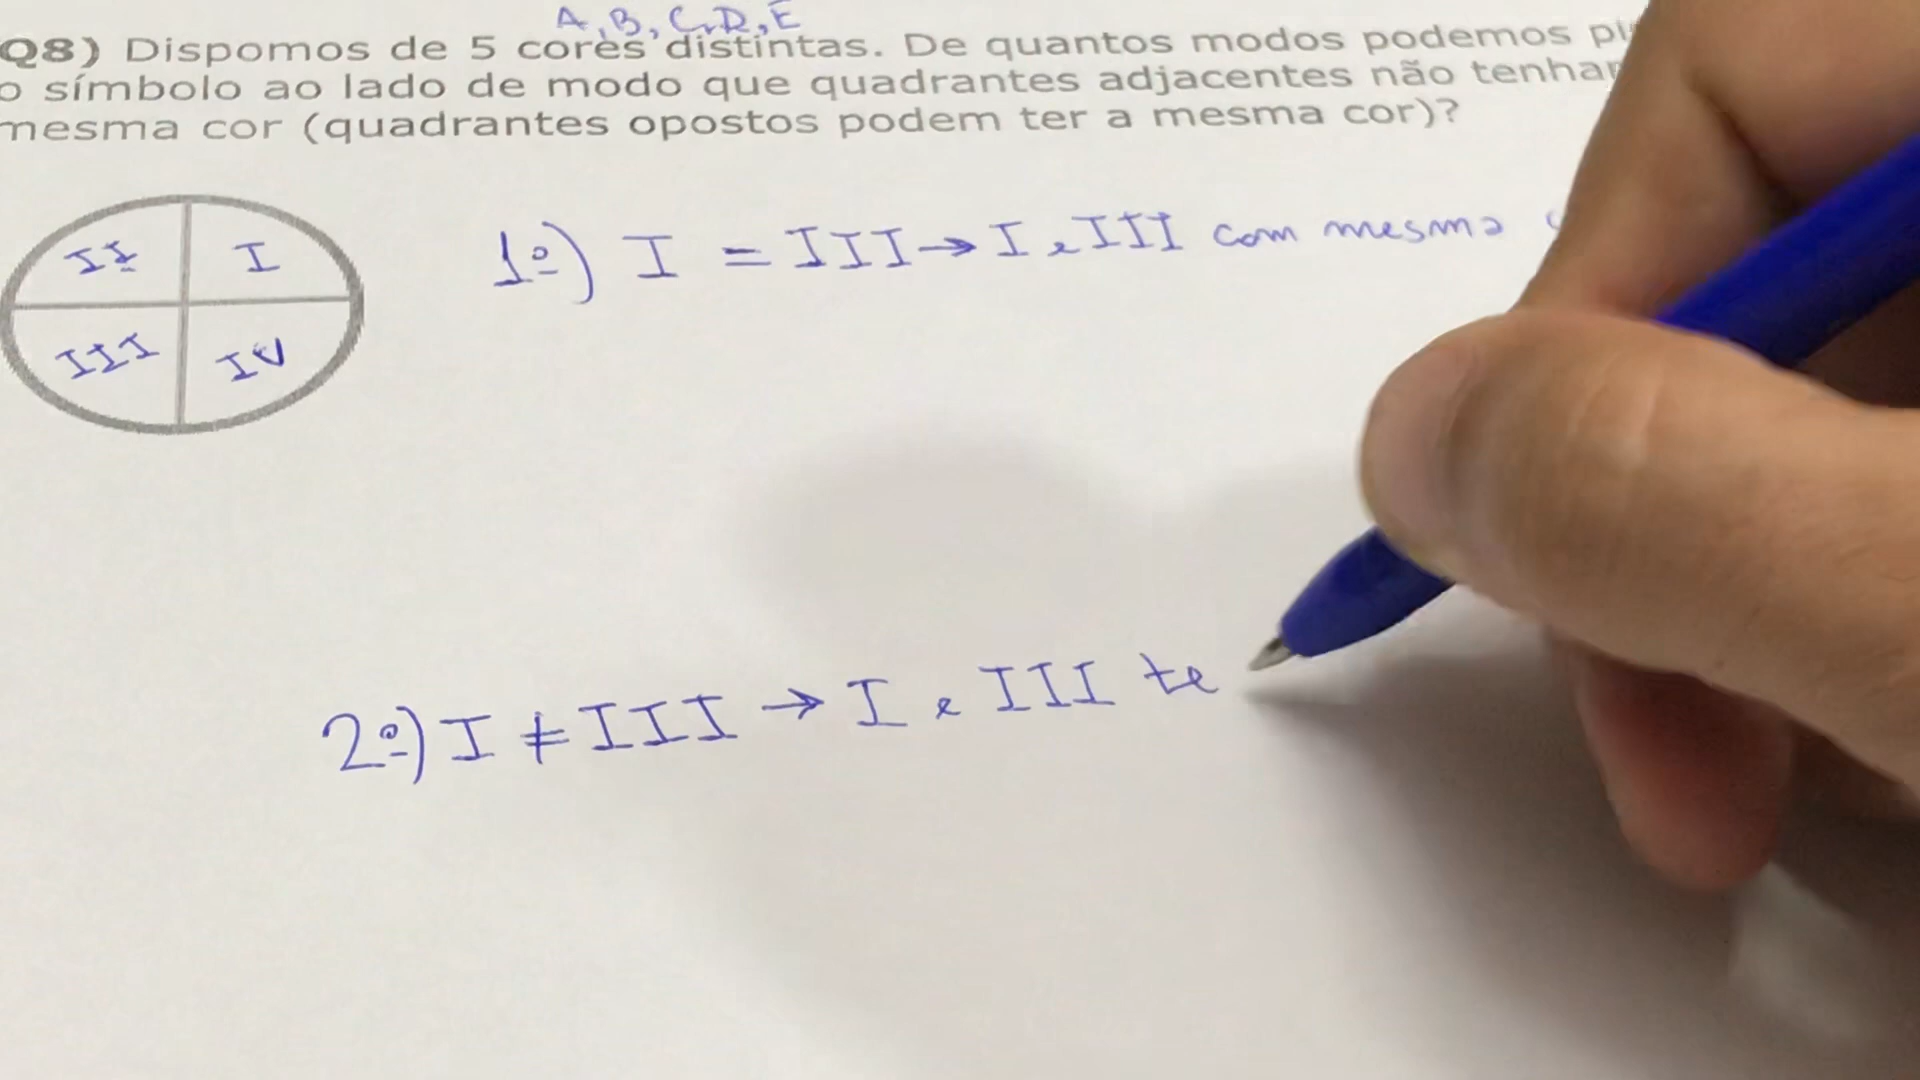 A, B, C, D, E
Q8) Dispomos de 5 cores distintas. De quantos modos podemos
o símbolo ao lado de modo que quadrantes adjacentes não
mesma cor (quadrantes opostos podem ter a mesma cor)?
II I
III IV
1º) I = III → I e III com mesma
2º) I ≠ III → I e III te